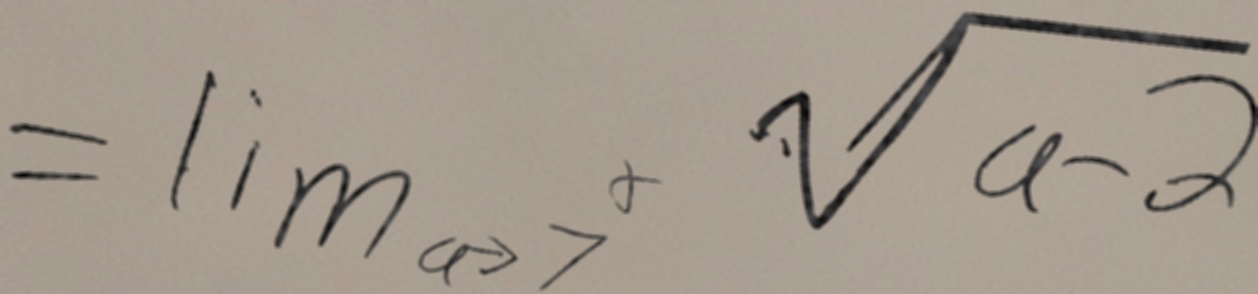 = lim_{a→7^+} √(a-2)